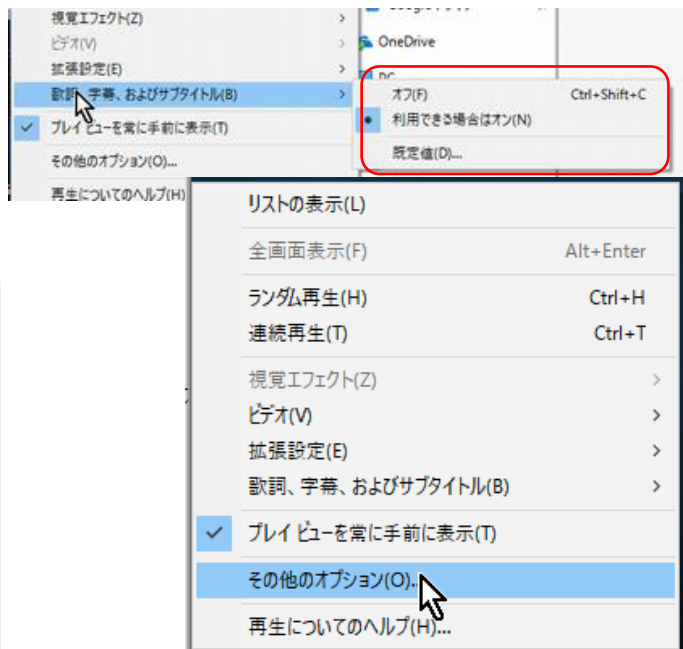 視覚エフェクト(Z)
ビデオ(V)
拡張設定(E)
歌詞、字幕、およびサブタイトル(B)
プレイ ビューを常に手前に表示(T)
その他のオプション(O)...
再生についてのヘルプ(H)
OneDrive
PC
オフ(F) Ctrl+Shift+C
利用できる場合はオン(N)
既定値(D)...
リストの表示(L)
全画面表示(F) Alt+Enter
ランダム再生(H) Ctrl+H
連続再生(T) Ctrl+T
視覚エフェクト(Z)
ビデオ(V)
拡張設定(E)
歌詞、字幕、およびサブタイトル(B)
プレイ ビューを常に手前に表示(T)
その他のオプション(O)...
再生についてのヘルプ(H)...